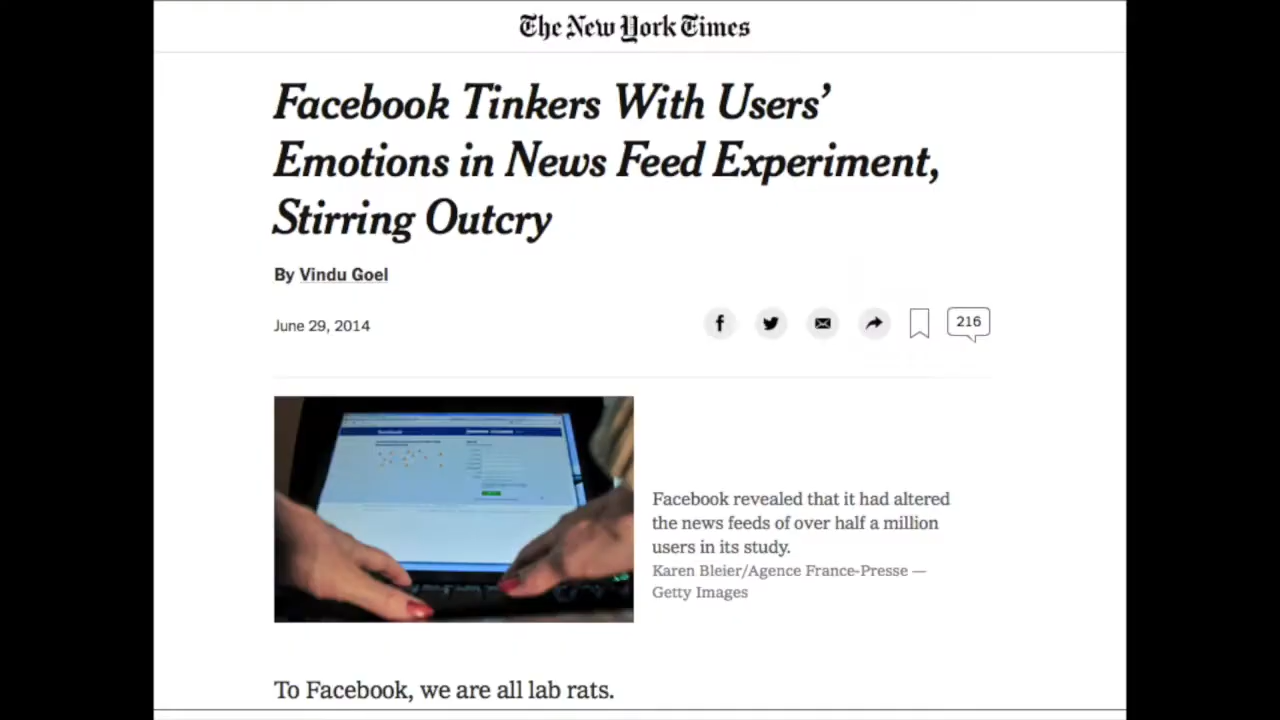 The New York Times
Facebook Tinkers With Users’
Emotions in News Feed Experiment,
Stirring Outcry
By Vindu Goel
June 29, 2014
216
facebook
Facebook revealed that it had altered
the news feeds of over half a million
users in its study.
Karen Bleier/Agence France-Presse —
Getty Images
To Facebook, we are all lab rats.